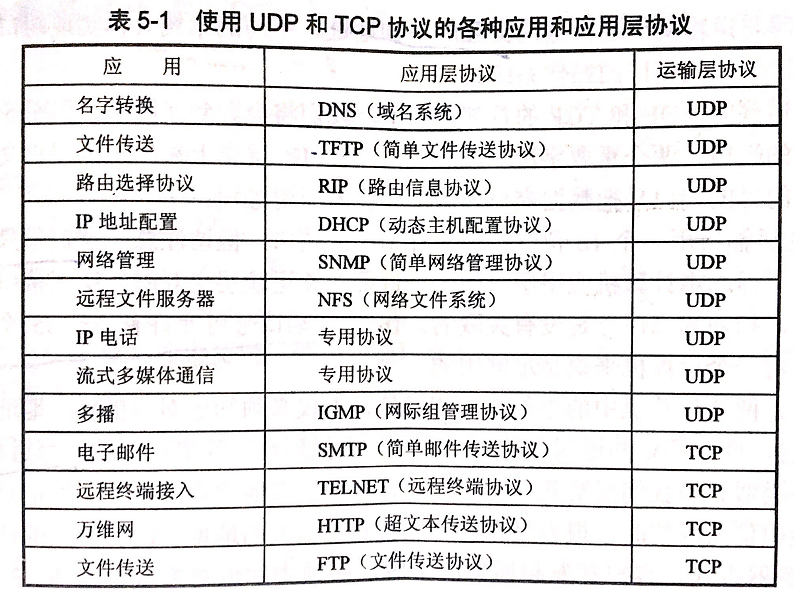 表 5-1 使用 UDP 和 TCP 协议的各种应用和应用层协议
应 用 应用层协议 运输层协议
名字转换 DNS（域名系统） UDP
文件传送 TFTP（简单文件传送协议） UDP
路由选择协议 RIP（路由信息协议） UDP
IP 地址配置 DHCP（动态主机配置协议） UDP
网络管理 SNMP（简单网络管理协议） UDP
远程文件服务器 NFS（网络文件系统） UDP
IP 电话 专用协议 UDP
流式多媒体通信 专用协议 UDP
多播 IGMP（网际组管理协议） UDP
电子邮件 SMTP（简单邮件传送协议） TCP
远程终端接入 TELNET（远程终端协议） TCP
万维网 HTTP（超文本传送协议） TCP
文件传送 FTP（文件传送协议） TCP